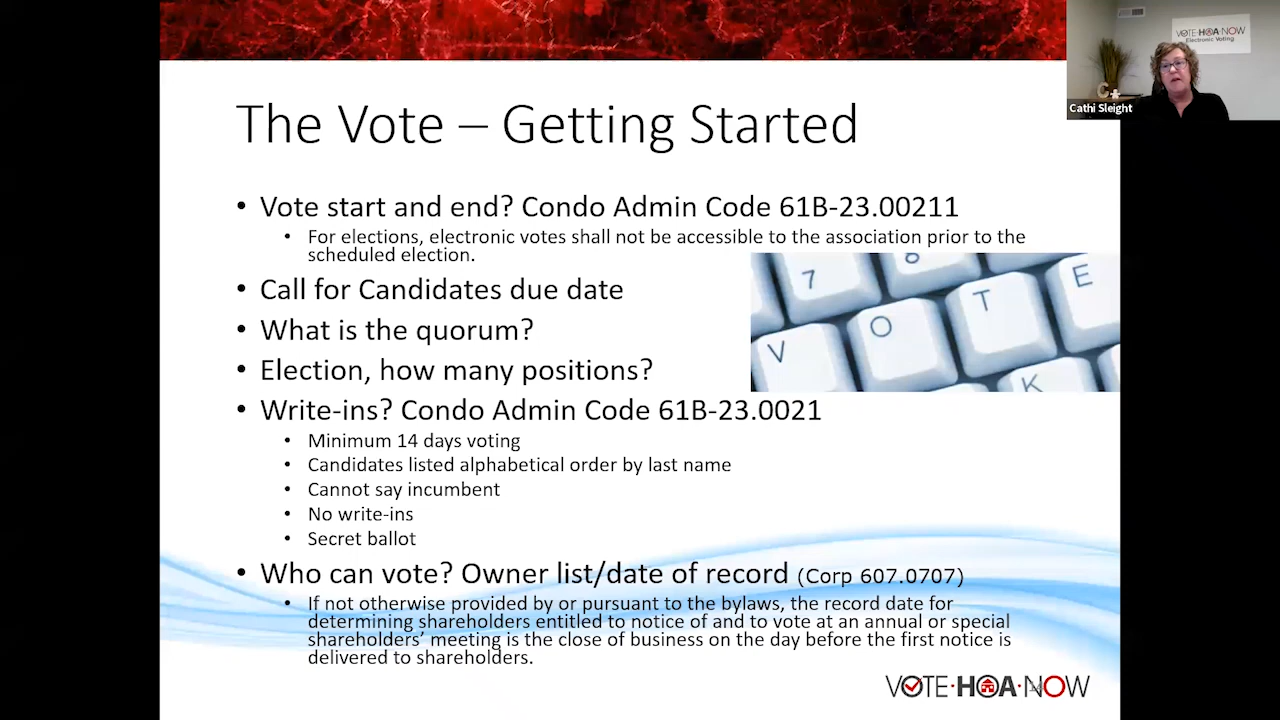 VOTE·HOA·NOW
Electronic Voting
Cathi Sleight
The Vote – Getting Started
• Vote start and end? Condo Admin Code 61B-23.00211
• For elections, electronic votes shall not be accessible to the association prior to the
scheduled election.
• Call for Candidates due date
• What is the quorum?
• Election, how many positions?
7 8
V O T E
K
• Write-ins? Condo Admin Code 61B-23.0021
• Minimum 14 days voting
• Candidates listed alphabetical order by last name
• Cannot say incumbent
• No write-ins
• Secret ballot
• Who can vote? Owner list/date of record (Corp 607.0707)
• If not otherwise provided by or pursuant to the bylaws, the record date for
determining shareholders entitled to notice of and to vote at an annual or special
shareholders’ meeting is the close of business on the day before the first notice is
delivered to shareholders.
VOTE·HOA·NOW